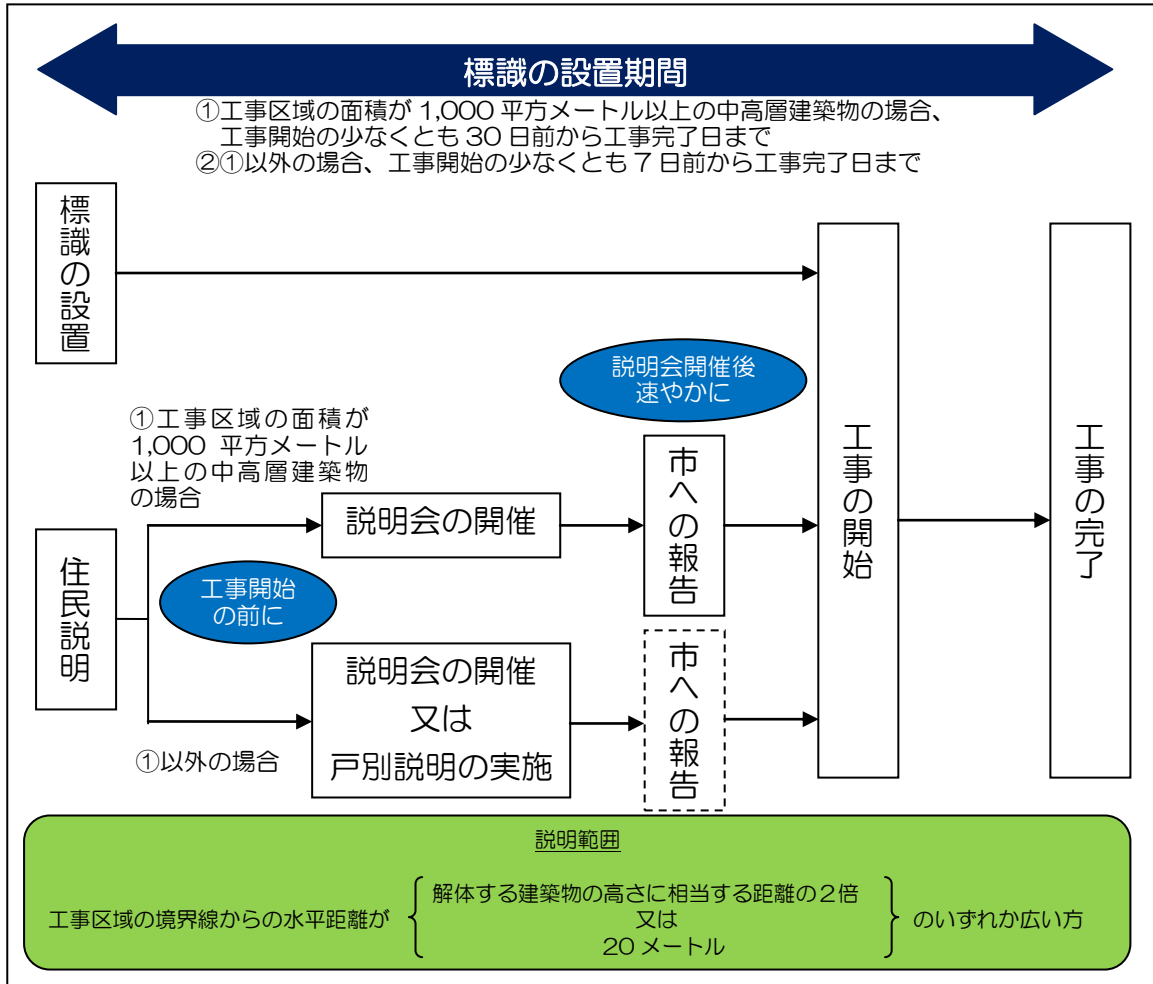 標識の設置期間
①工事区域の面積が1,000平方メートル以上の中高層建築物の場合、
工事開始の少なくとも30日前から工事完了日まで
②①以外の場合、工事開始の少なくとも7日前から工事完了日まで
標識の設置
説明会開催後
速やかに
①工事区域の面積が
1,000 平方メートル
以上の中高層建築物
の場合
説明会の開催
市への報告
工事の開始
工事の完了
住民説明
工事開始
の前に
説明会の開催
又は
戸別説明の実施
市への報告
①以外の場合
説明範囲
工事区域の境界線からの水平距離が
解体する建築物の高さに相当する距離の2倍
又は
20メートル
のいずれか広い方